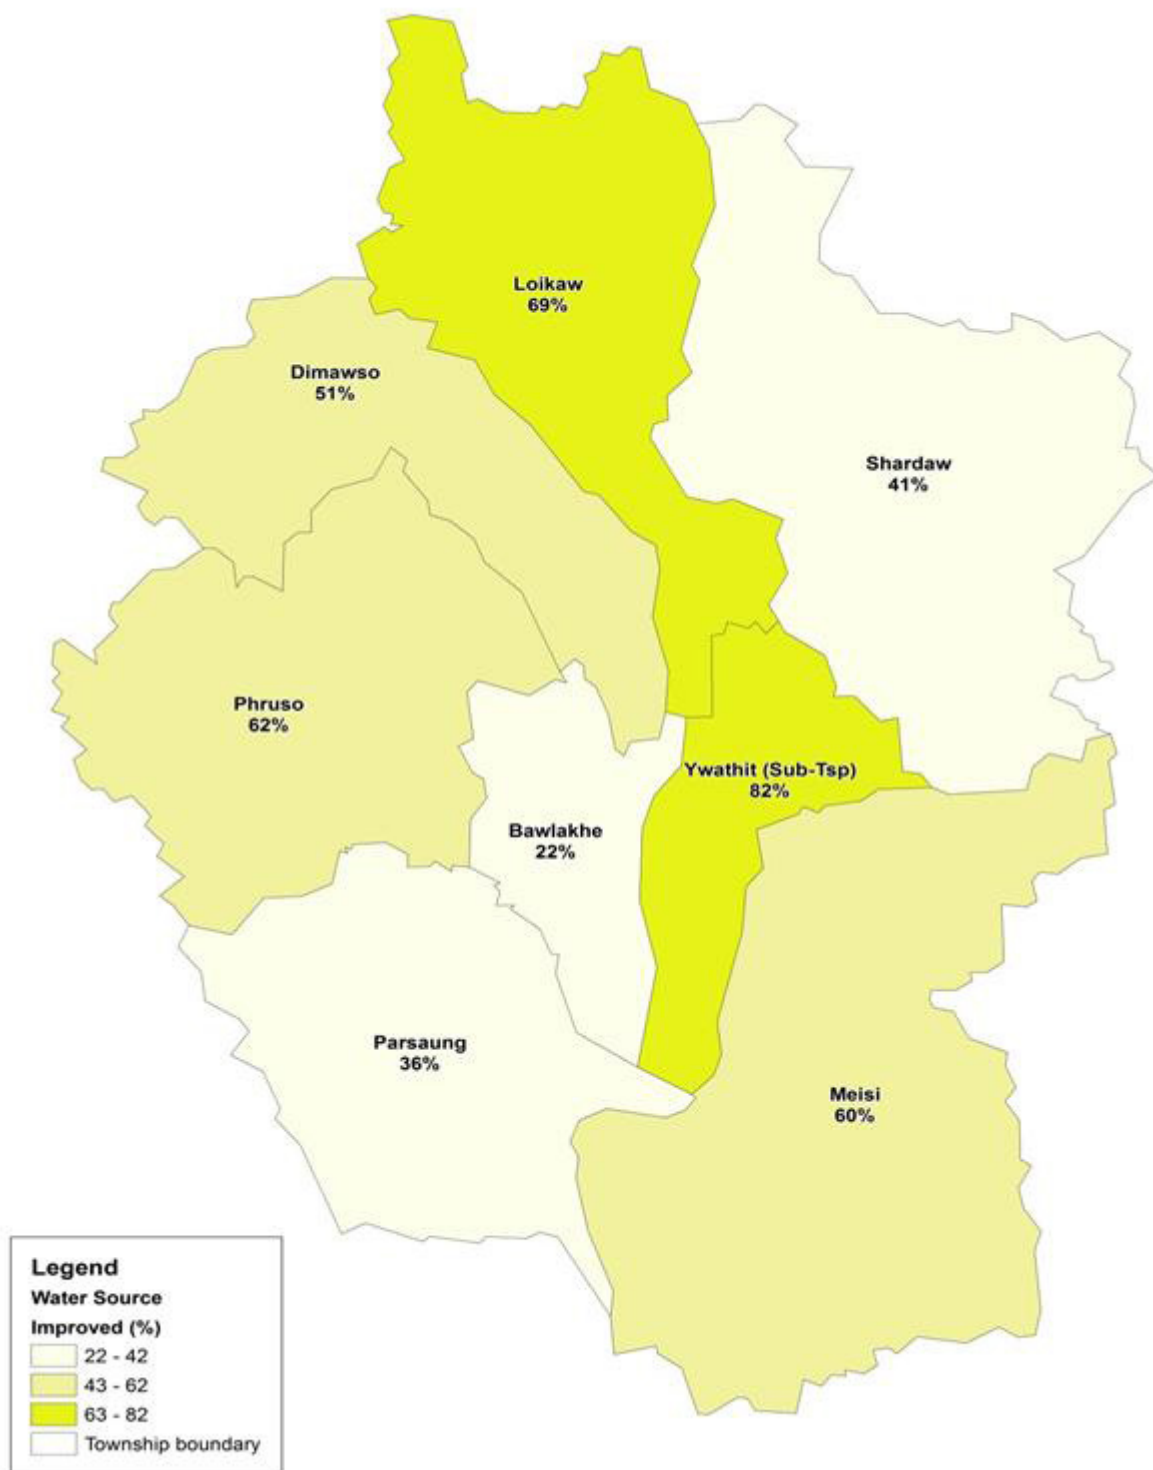 Loikaw
69%
Dimawso
51%
Shardaw
41%
Phruso
62%
Ywathit (Sub-Tsp)
82%
Bawlakhe
22%
Parsaung
36%
Meisi
60%
Legend
Water Source
Improved (%)
22 - 42
43 - 62
63 - 82
Township boundary